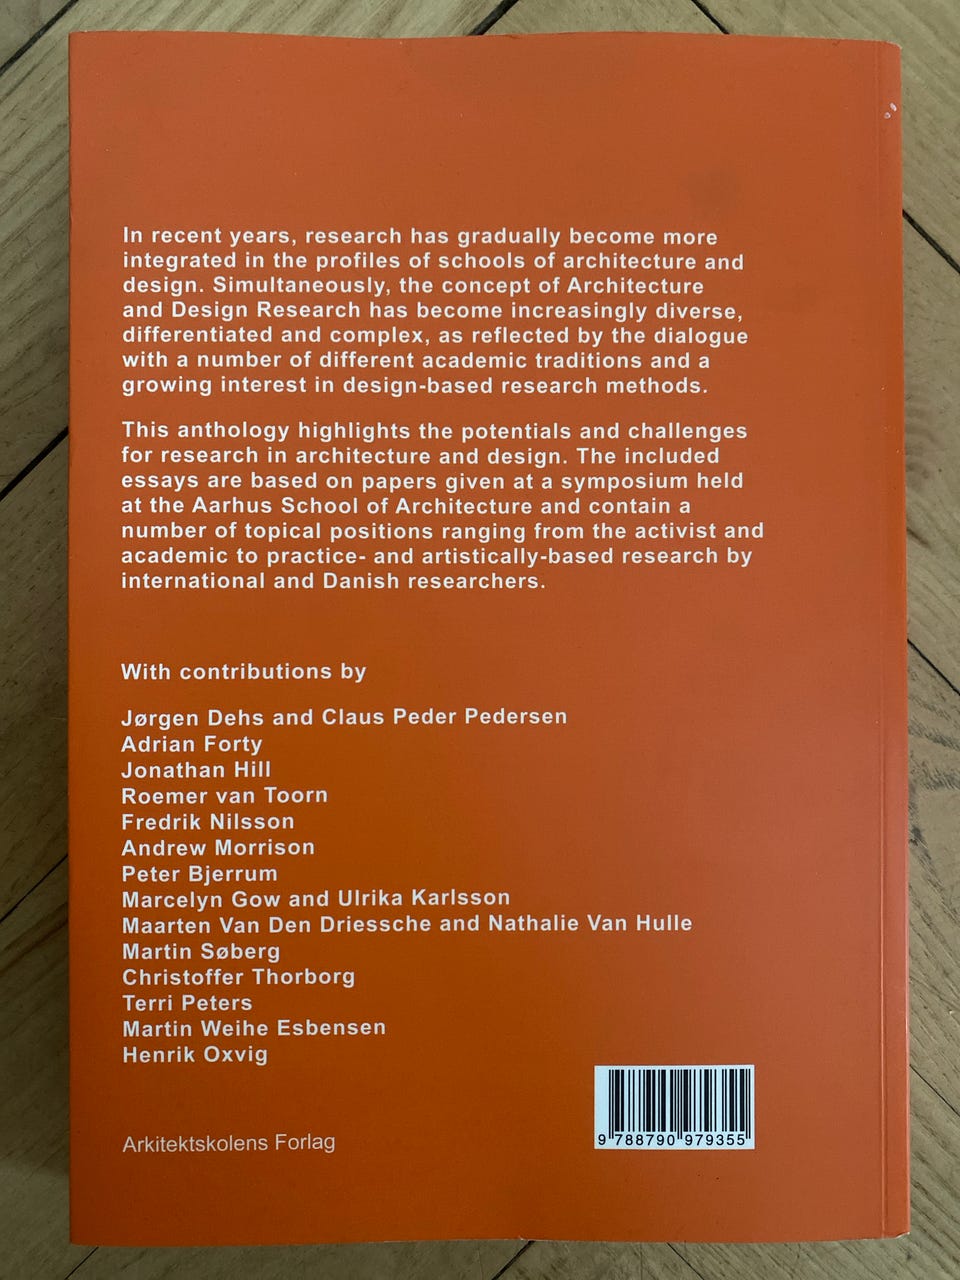 In recent years, research has gradually become more
integrated in the profiles of schools of architecture and
design. Simultaneously, the concept of Architecture
and Design Research has become increasingly diverse,
differentiated and complex, as reflected by the dialogue
with a number of different academic traditions and a
growing interest in design-based research methods.
This anthology highlights the potentials and challenges
for research in architecture and design. The included
essays are based on papers given at a symposium held
at the Aarhus School of Architecture and contain a
number of topical positions ranging from the activist and
academic to practice- and artistically-based research by
international and Danish researchers.
With contributions by
Jørgen Dehs and Claus Peder Pedersen
Adrian Forty
Jonathan Hill
Roemer van Toorn
Fredrik Nilsson
Andrew Morrison
Peter Bjerrum
Marcelyn Gow and Ulrika Karlsson
Maarten Van Den Driessche and Nathalie Van Hulle
Martin Søberg
Christoffer Thorborg
Terri Peters
Martin Weihe Esbensen
Henrik Oxvig
Arkitektskolens Forlag
9 788790 979355